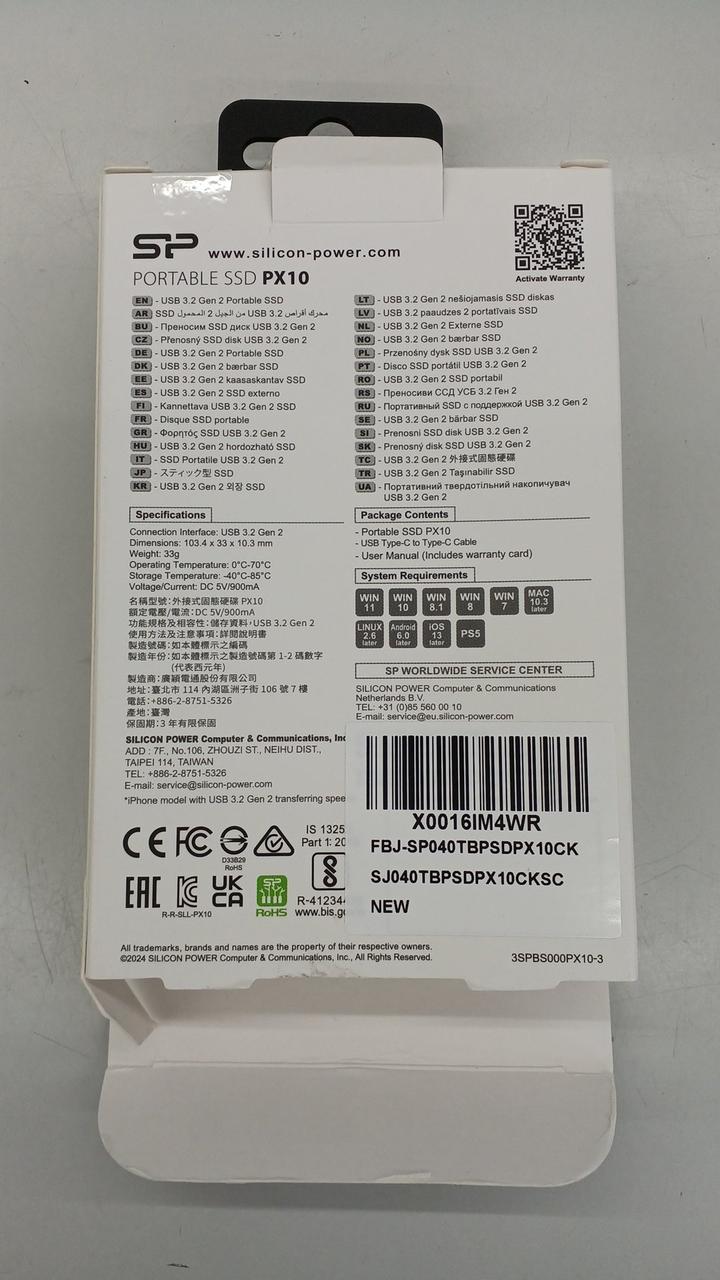 SP www.silicon-power.com
PORTABLE SSD PX10
Activate Warranty
EN - USB 3.2 Gen 2 Portable SSD
AR محرك أقراص USB 3.2 من الجيل 2 المحمول SSD
BU - Преносим SSD диск USB 3.2 Gen 2
CZ - Přenosný SSD disk USB 3.2 Gen 2
DE - USB 3.2 Gen 2 Portable SSD
DK - USB 3.2 Gen 2 bærbar SSD
EE - USB 3.2 Gen 2 kaasaskantav SSD
ES - USB 3.2 Gen 2 SSD externo
FI - Kannettava USB 3.2 Gen 2 SSD
FR - Disque SSD portable
GR - Φορητός SSD USB 3.2 Gen 2
HU - USB 3.2 Gen 2 hordozható SSD
IT - SSD Portatile USB 3.2 Gen 2
JP - スティック型 SSD
KR - USB 3.2 Gen 2 외장 SSD
LT - USB 3.2 Gen 2 nešiojamasis SSD diskas
LV - USB 3.2 paaudzes 2 portatīvais SSD
NL - USB 3.2 Gen 2 Externe SSD
NO - USB 3.2 Gen 2 bærbar SSD
PL - Przenośny dysk SSD USB 3.2 Gen 2
PT - Disco SSD portátil USB 3.2 Gen 2
RO - USB 3.2 Gen 2 SSD portabil
RS - Преносиви ССД УСБ 3.2 Ген 2
RU - Портативный SSD с поддержкой USB 3.2 Gen 2
SE - USB 3.2 Gen 2 bärbar SSD
SI - Prenosni SSD disk USB 3.2 Gen 2
SK - Prenosný disk SSD USB 3.2 Gen 2
TC - USB 3.2 Gen 2 外接式固態硬碟
TR - USB 3.2 Gen 2 Taşınabilir SSD
UA - Портативний твердотільний накопичувач
USB 3.2 Gen 2
Specifications
Connection Interface: USB 3.2 Gen 2
Dimensions: 103.4 x 33 x 10.3 mm
Weight: 33g
Operating Temperature: 0°C-70°C
Storage Temperature: -40°C-85°C
Voltage/Current: DC 5V/900mA
名稱型號:外接式固態硬碟 PX10
額定電壓/電流:DC 5V/900mA
功能規格及相容性:儲存資料,USB 3.2 Gen 2
使用方法及注意事項:詳閱說明書
製造號碼:如本體標示之編碼
製造年份:如本體標示之製造號碼第 1-2 碼數字
(代表西元年)
製造商:廣穎電通股份有限公司
地址:臺北市 114 內湖區洲子街 106 號 7 樓
電話:+886-2-8751-5326
產地:臺灣
保固期:3 年有限保固
SILICON POWER Computer & Communications, Inc
ADD : 7F., No.106, ZHOUZI ST., NEIHU DIST.,
TAIPEI 114, TAIWAN
TEL: +886-2-8751-5326
E-mail: service@silicon-power.com
*iPhone model with USB 3.2 Gen 2 transferring spee
Package Contents
- Portable SSD PX10
- USB Type-C to Type-C Cable
- User Manual (Includes warranty card)
System Requirements
WIN 11
WIN 10
WIN 8.1
WIN 8
WIN 7
MAC 10.3 later
LINUX 2.6 later
Android 6.0 later
iOS 13 later
PS5
SP WORLDWIDE SERVICE CENTER
SILICON POWER Computer & Communications
Netherlands B.V.
TEL: +31 (0)85 560 00 10
E-mail: service@eu.silicon-power.com
X0016IM4WR
FBJ-SP040TBPSDPX10CK
SJ040TBPSDPX10CKSC
NEW
CE FC
D33B29
RoHS
IS 1325
Part 1: 20
EAC
R-R-SLL-PX10
UK CA
RoHS
R-412344
www.bis.go
All trademarks, brands and names are the property of their respective owners.
©2024 SILICON POWER Computer & Communications, Inc., All Rights Reserved.
3SPBS000PX10-3